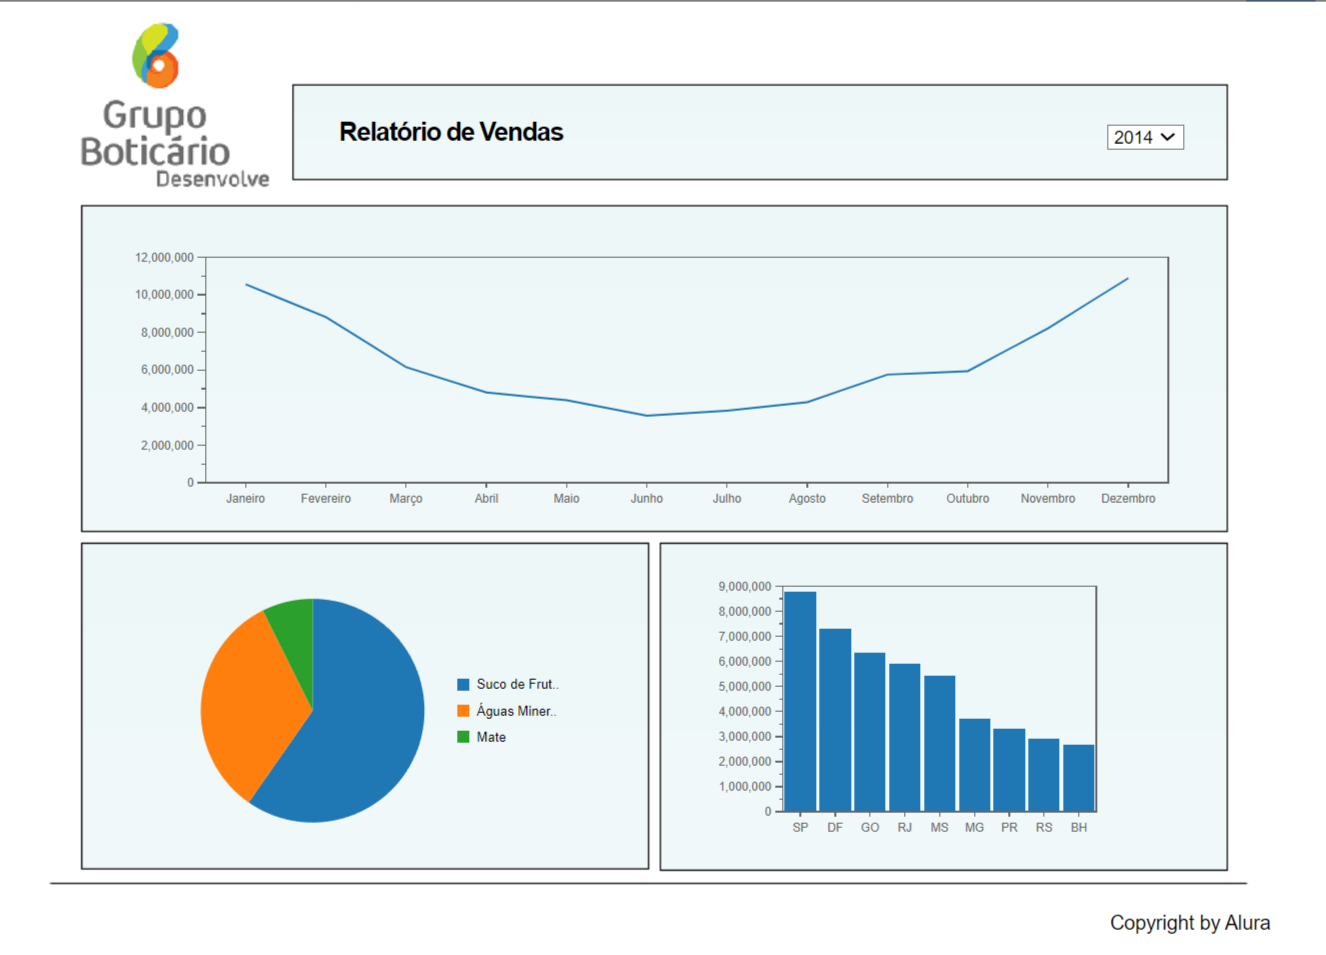 Grupo
Boticário
Desenvolve
Relatório de Vendas
2014
12,000,000
10,000,000
8,000,000
6,000,000
4,000,000
2,000,000
0
Janeiro Fevereiro Março Abril Maio Junho Julho Agosto Setembro Outubro Novembro Dezembro
Suco de Frut..
Águas Miner..
Mate
9,000,000
8,000,000
7,000,000
6,000,000
5,000,000
4,000,000
3,000,000
2,000,000
1,000,000
0
SP DF GO RJ MS MG PR RS BH
Copyright by Alura